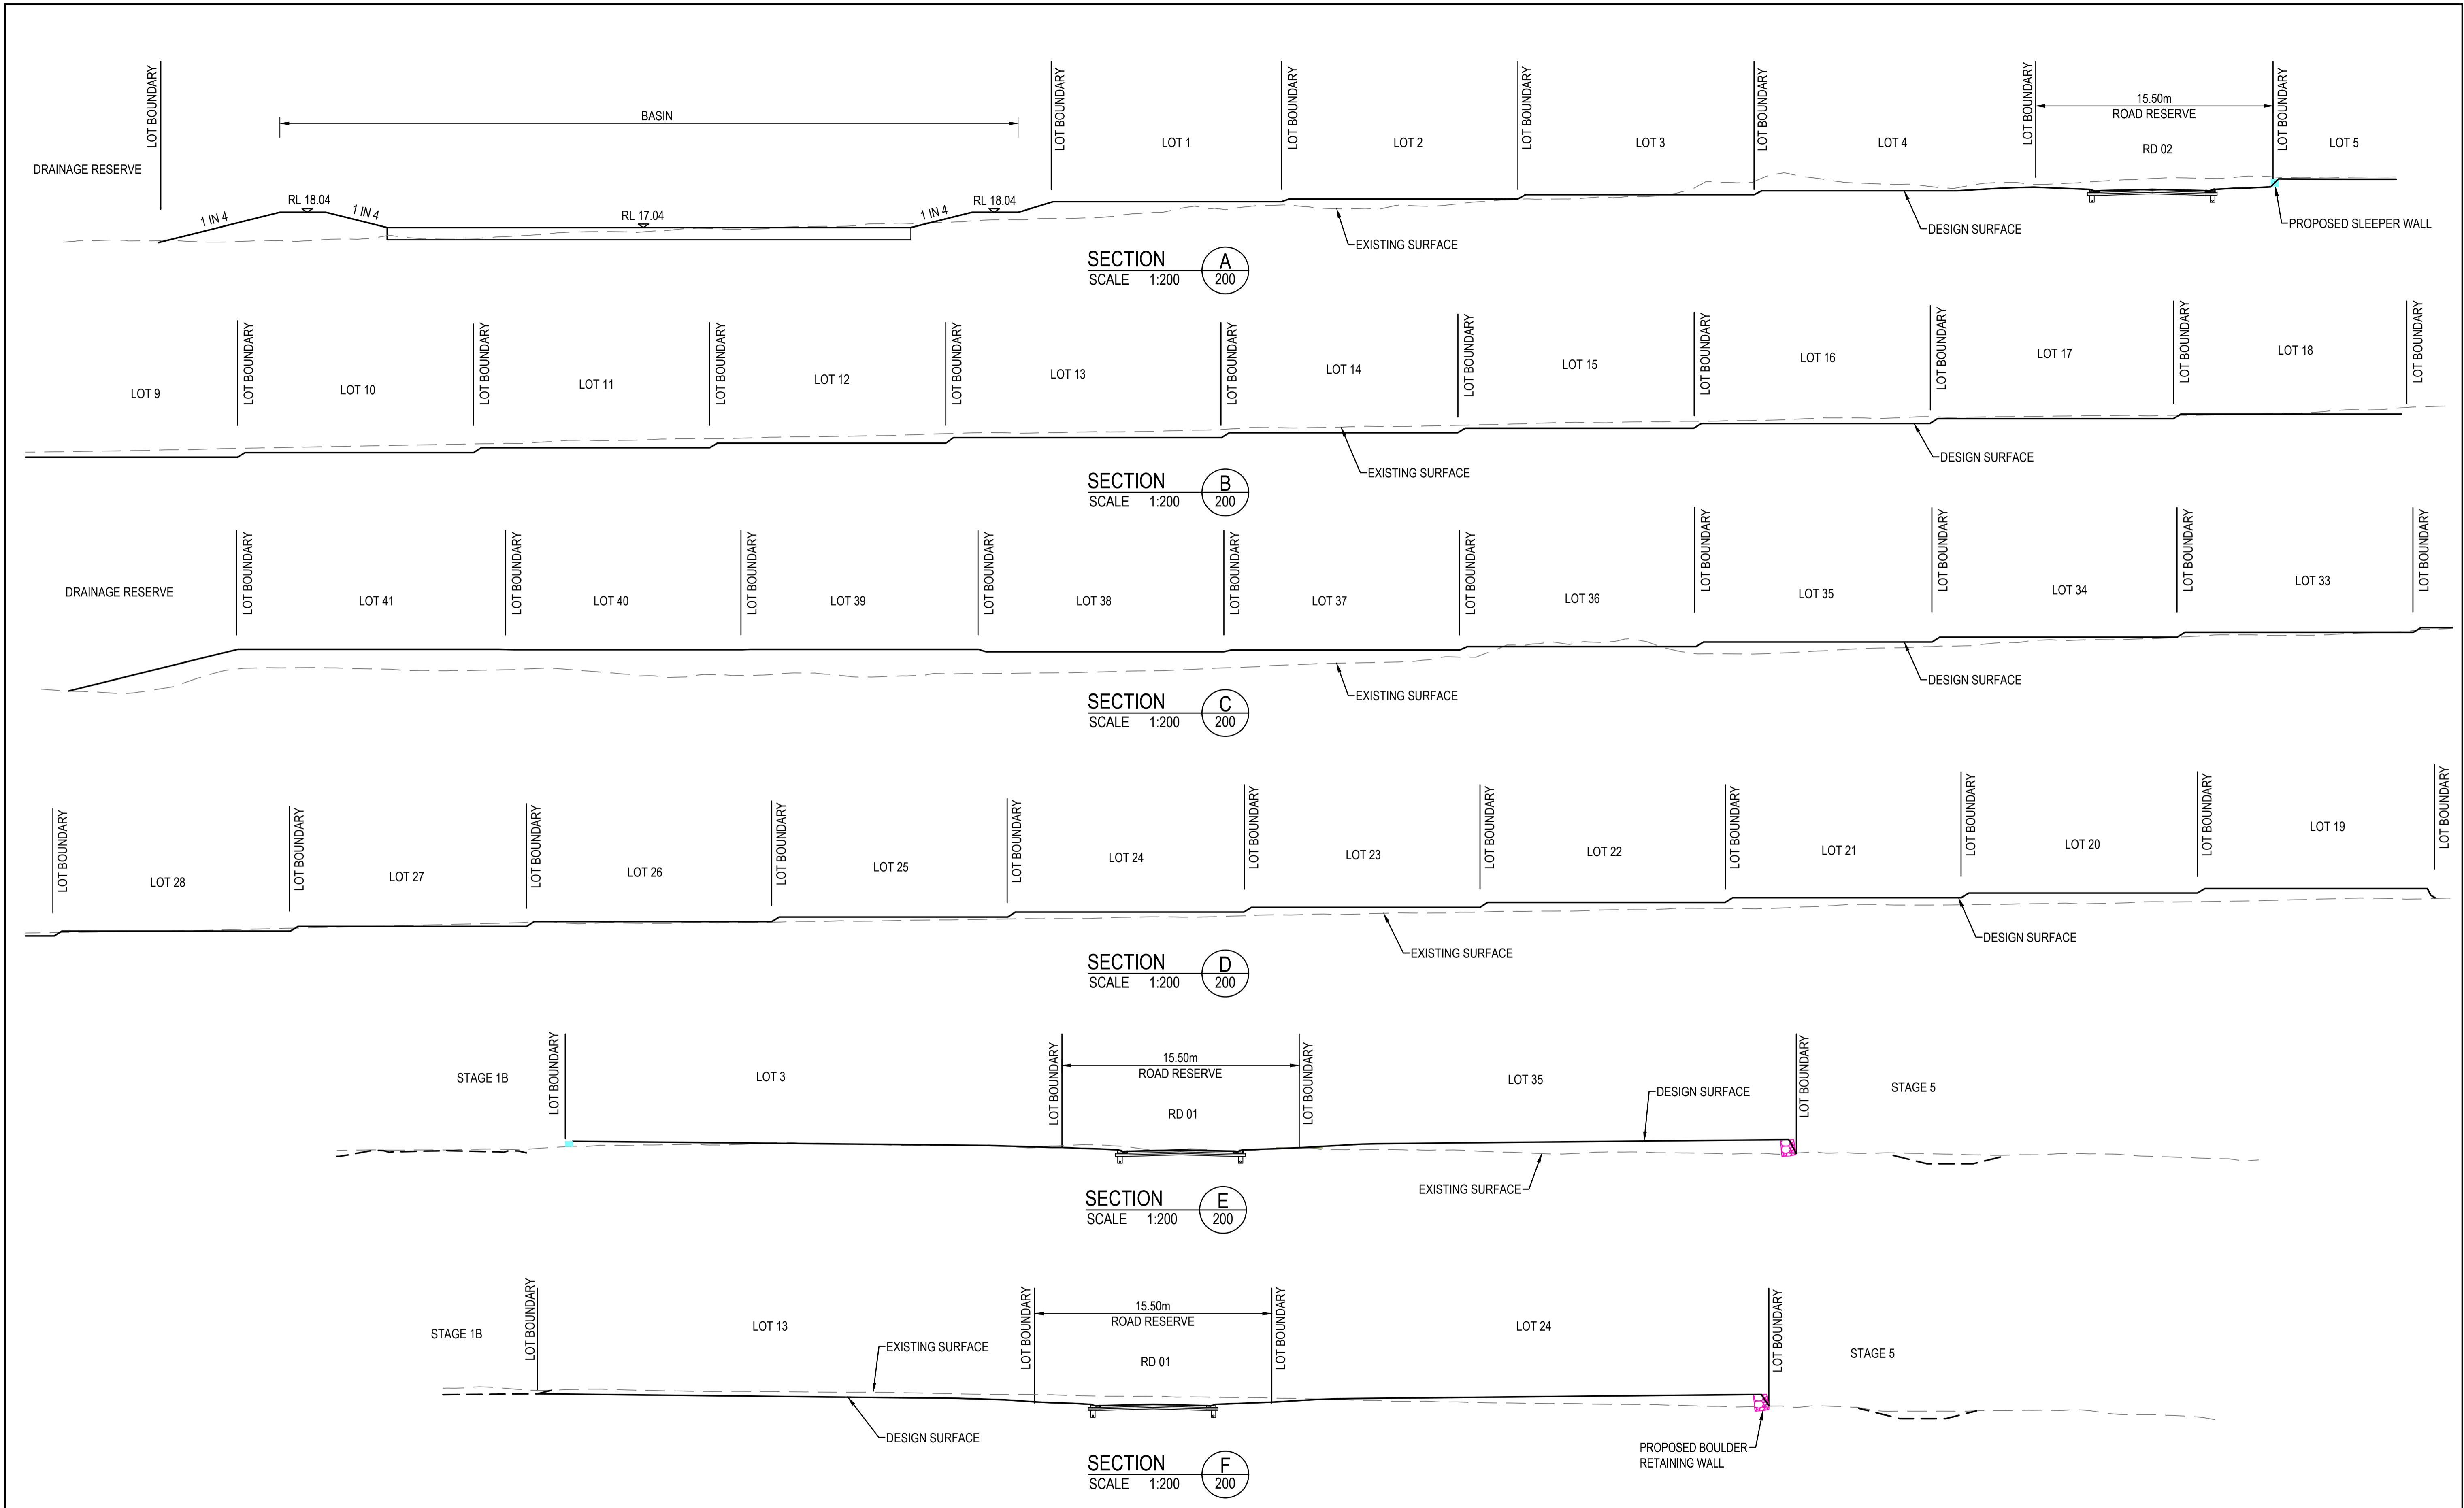 LOT BOUNDARY
LOT BOUNDARY
LOT BOUNDARY
LOT BOUNDARY
LOT BOUNDARY
LOT BOUNDARY
LOT BOUNDARY
BASIN
15.50m
ROAD RESERVE
DRAINAGE RESERVE
LOT 1
LOT 2
LOT 3
LOT 4
RD 02
LOT 5
1 IN 4
RL 18.04
1 IN 4
RL 17.04
1 IN 4
RL 18.04
EXISTING SURFACE
DESIGN SURFACE
PROPOSED SLEEPER WALL
SECTION A
SCALE 1:200 200
LOT BOUNDARY
LOT BOUNDARY
LOT BOUNDARY
LOT BOUNDARY
LOT BOUNDARY
LOT BOUNDARY
LOT BOUNDARY
LOT BOUNDARY
LOT BOUNDARY
LOT BOUNDARY
LOT 9
LOT 10
LOT 11
LOT 12
LOT 13
LOT 14
LOT 15
LOT 16
LOT 17
LOT 18
EXISTING SURFACE
DESIGN SURFACE
SECTION B
SCALE 1:200 200
LOT BOUNDARY
LOT BOUNDARY
LOT BOUNDARY
LOT BOUNDARY
LOT BOUNDARY
LOT BOUNDARY
LOT BOUNDARY
LOT BOUNDARY
LOT BOUNDARY
LOT BOUNDARY
DRAINAGE RESERVE
LOT 41
LOT 40
LOT 39
LOT 38
LOT 37
LOT 36
LOT 35
LOT 34
LOT 33
EXISTING SURFACE
DESIGN SURFACE
SECTION C
SCALE 1:200 200
LOT BOUNDARY
LOT BOUNDARY
LOT BOUNDARY
LOT BOUNDARY
LOT BOUNDARY
LOT BOUNDARY
LOT BOUNDARY
LOT BOUNDARY
LOT BOUNDARY
LOT BOUNDARY
LOT BOUNDARY
LOT 28
LOT 27
LOT 26
LOT 25
LOT 24
LOT 23
LOT 22
LOT 21
LOT 20
LOT 19
EXISTING SURFACE
DESIGN SURFACE
SECTION D
SCALE 1:200 200
LOT BOUNDARY
LOT BOUNDARY
LOT BOUNDARY
LOT BOUNDARY
STAGE 1B
LOT 3
15.50m
ROAD RESERVE
RD 01
LOT 35
DESIGN SURFACE
STAGE 5
EXISTING SURFACE
SECTION E
SCALE 1:200 200
LOT BOUNDARY
LOT BOUNDARY
LOT BOUNDARY
LOT BOUNDARY
STAGE 1B
LOT 13
EXISTING SURFACE
15.50m
ROAD RESERVE
RD 01
LOT 24
STAGE 5
DESIGN SURFACE
PROPOSED BOULDER
RETAINING WALL
SECTION F
SCALE 1:200 200